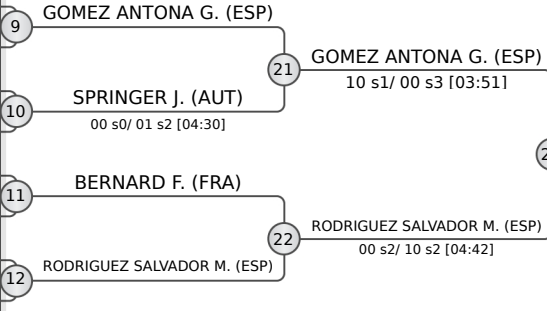 9
GOMEZ ANTONA G. (ESP)
21
GOMEZ ANTONA G. (ESP)
10 s1/ 00 s3 [03:51]
10
SPRINGER J. (AUT)
00 s0/ 01 s2 [04:30]
11
BERNARD F. (FRA)
22
RODRIGUEZ SALVADOR M. (ESP)
00 s2/ 10 s2 [04:42]
12
RODRIGUEZ SALVADOR M. (ESP)